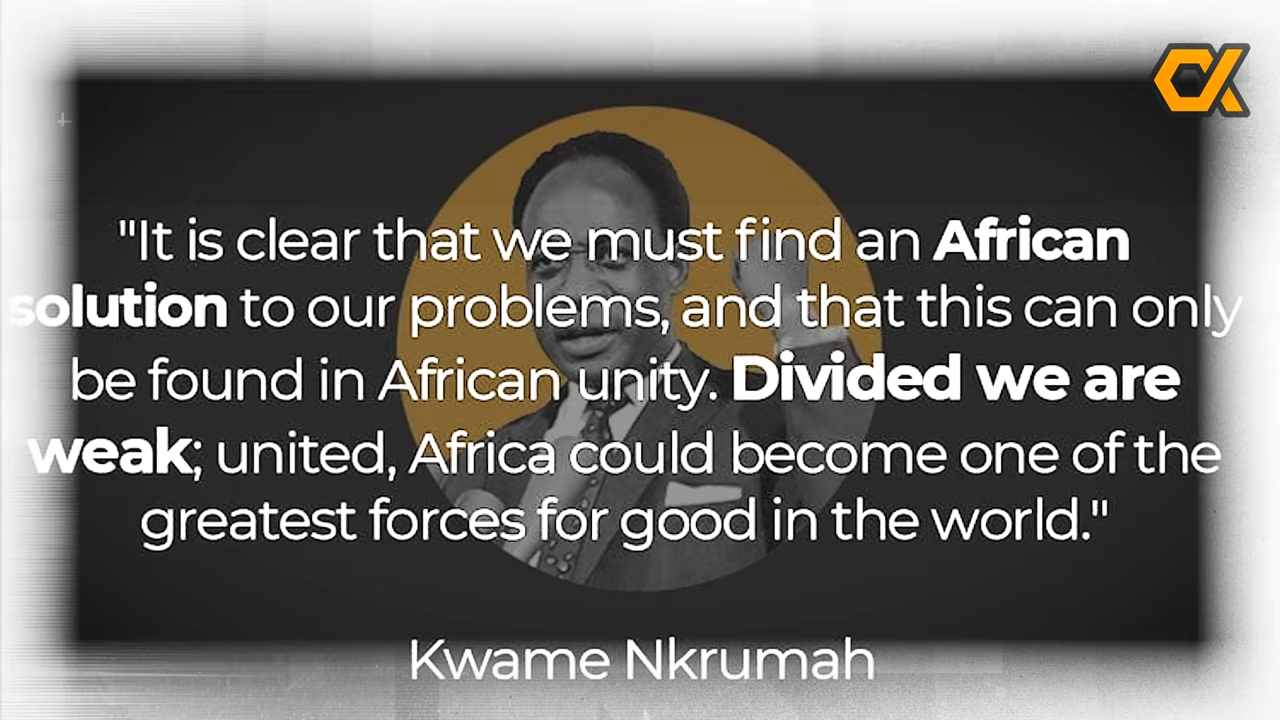 "It is clear that we must find an African
solution to our problems, and that this can only
be found in African unity. Divided we are
weak; united, Africa could become one of the
greatest forces for good in the world."
Kwame Nkrumah